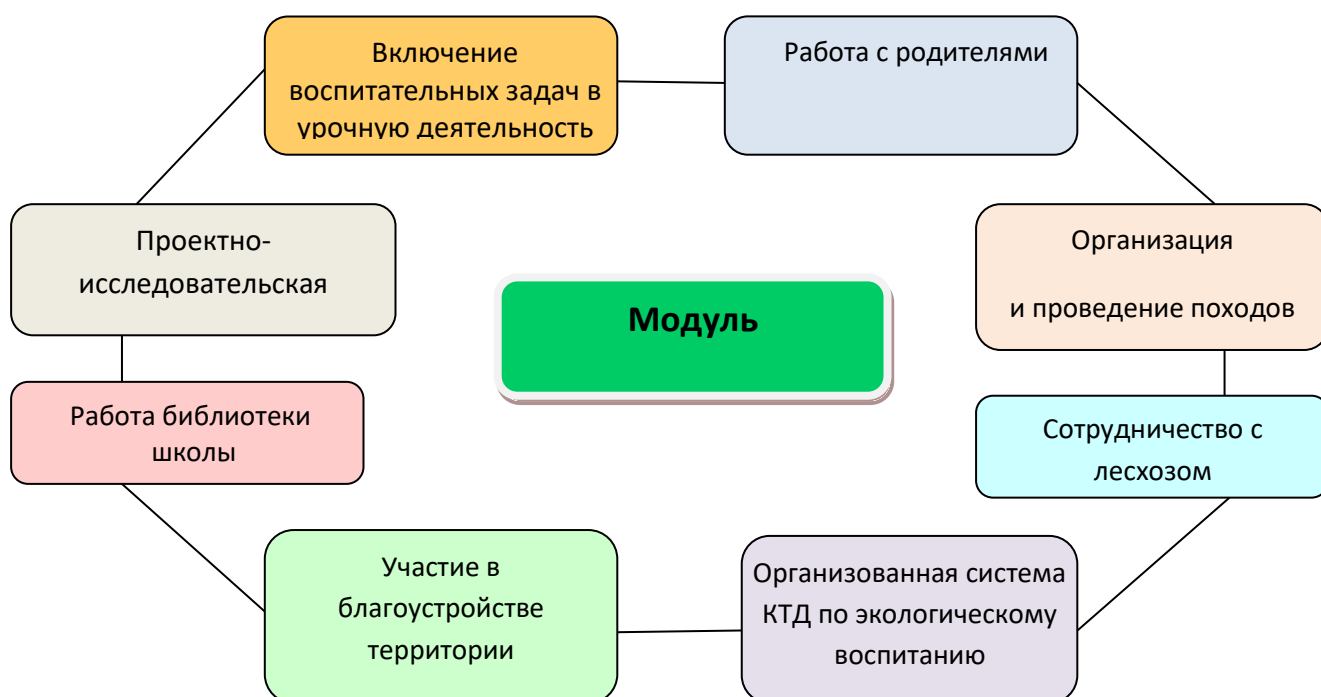 Включение
воспитательных задач в
урочную деятельность
Работа с родителями
Проектно-
исследовательская
Организация
и проведение походов
Модуль
Работа библиотеки
школы
Сотрудничество с
лесхозом
Участие в
благоустройстве
территории
Организованная система
КТД по экологическому
воспитанию